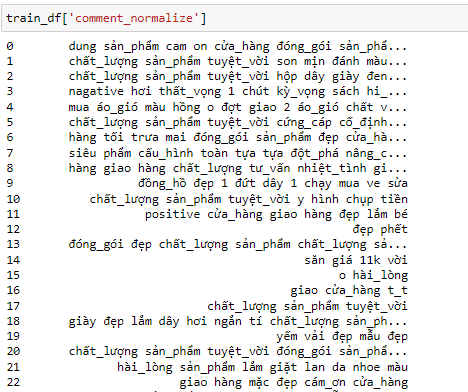 train_df['comment_normalize']
0 dung sản_phẩm cam on cửa_hàng đóng_gói sản_phẩ...
1 chất_lượng sản_phẩm tuyệt_vời son mịn đánh màu...
2 chất_lượng sản_phẩm tuyệt_vời hộp dây giày đen...
3 nagative hơi thất_vọng 1 chút kỳ_vọng sách hi_...
4 mua áo_gió màu hồng o đợt giao 2 áo_gió chất v...
5 chất_lượng sản_phẩm tuyệt_vời cứng_cáp cố_định...
6 hàng tối trưa mai đóng_gói sản_phẩm đẹp cửa_hà...
7 siêu phẩm cấu_hình toàn tựa tựa đột_phá nâng_c...
8 hàng giao hàng chất_lượng tư_vấn nhiệt_tình gi...
9 đồng_hồ đẹp 1 đứt dây 1 chạy mua ve sửa
10 chất_lượng sản_phẩm tuyệt_vời y hình chụp tiền
11 positive cửa_hàng giao hàng đẹp lắm bé
12 đẹp phết
13 đóng_gói đẹp chất_lượng sản_phẩm chất_lượng sả...
14 săn giá 11k vời
15 o hài_lòng
16 giao cửa_hàng t_t
17 chất_lượng sản_phẩm tuyệt_vời
18 giày đẹp lắm dây hơi ngắn tí chất_lượng sản_ph...
19 yếm vải đẹp mẫu đẹp
20 chất_lượng sản_phẩm tuyệt_vời đóng_gói sản_phẩ...
21 hài_lòng sản_phẩm lắm giặt lan da nhoe màu
22 giao hàng mặc đẹp cám_ơn cửa_hàng